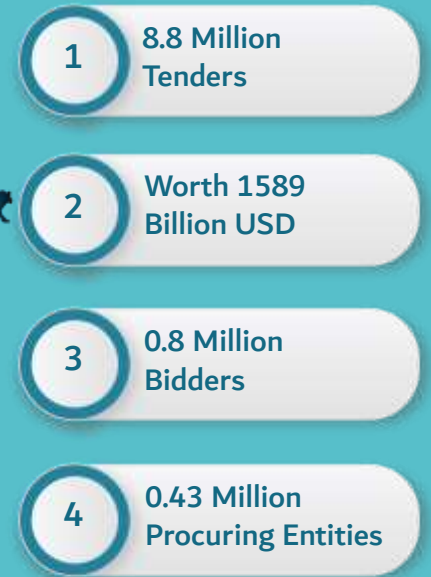 1
8.8 Million
Tenders
2
Worth 1589
Billion USD
3
0.8 Million
Bidders
4
0.43 Million
Procuring Entities